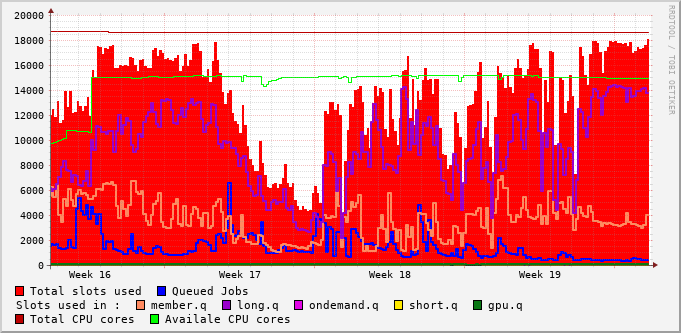 20000
18000
16000
14000
12000
10000
8000
6000
4000
2000
0
Week 16 Week 17 Week 18 Week 19
RRDTOOL / TOBI OETIKER
Total slots used Queued Jobs
Slots used in : member.q long.q ondemand.q short.q gpu.q
Total CPU cores Availale CPU cores